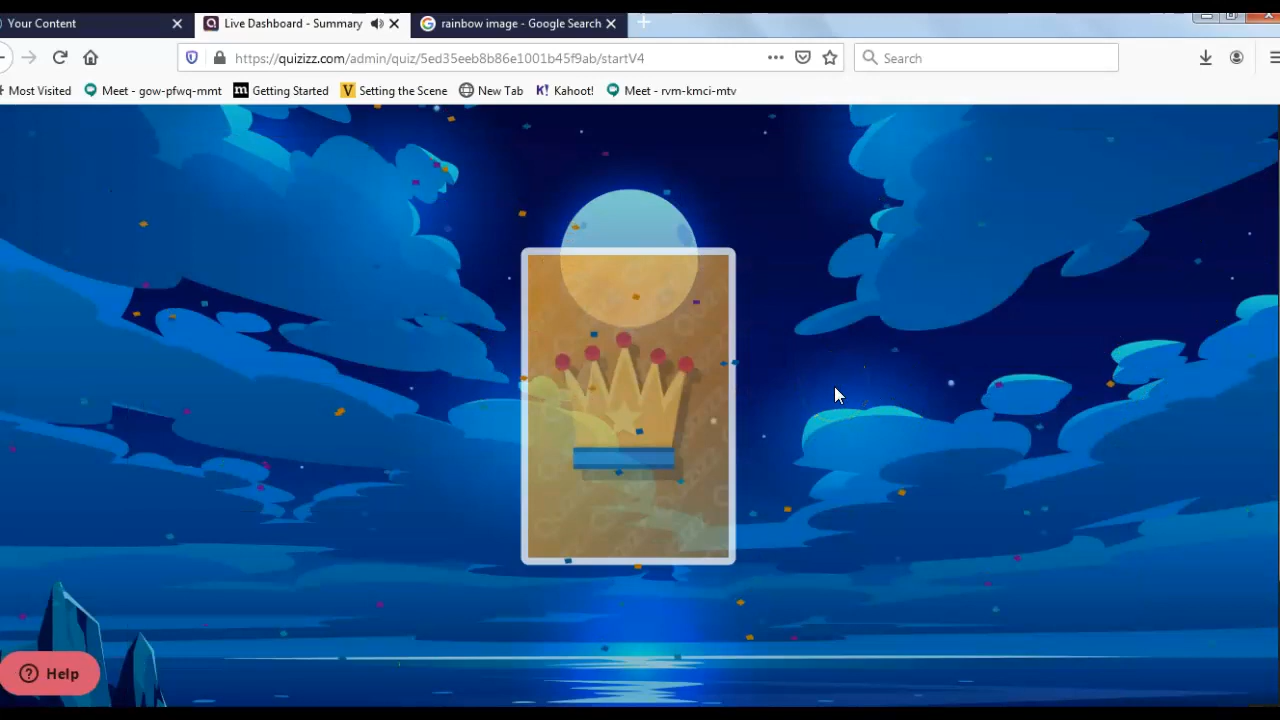 Your Content
Live Dashboard - Summary
rainbow image - Google Search
https://quizizz.com/admin/quiz/5ed35eeb8b86e1001b45f9ab/startV4
Search
Most Visited
Meet - gow-pfwq-mmt
m Getting Started
V Setting the Scene
New Tab
K! Kahoot!
Meet - rvm-kmci-mtv
? Help